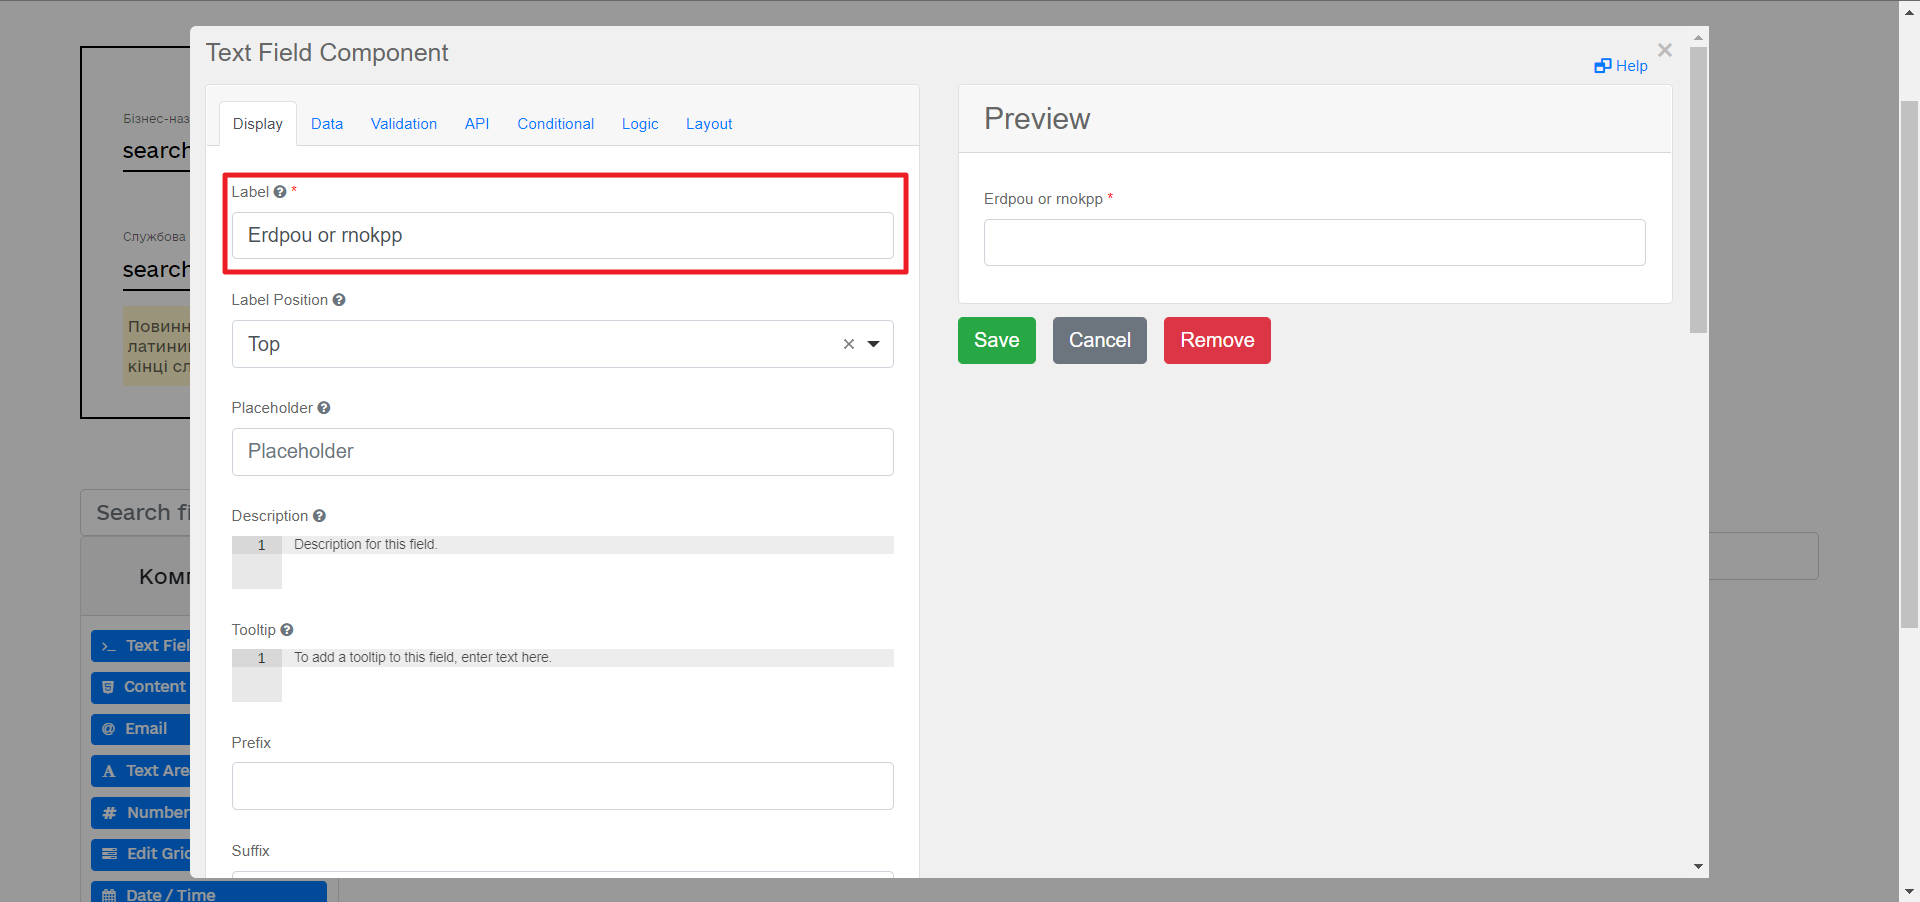 Text Field Component
Help
Display
Data
Validation
API
Conditional
Logic
Layout
Label *
Erdpou or rnokpp
Label Position
Top
Placeholder
Placeholder
Description
1
Description for this field.
Tooltip
1
To add a tooltip to this field, enter text here.
Prefix
Suffix
Preview
Erdpou or rnokpp *
Save
Cancel
Remove
Бізнес-наз
search
Службова
search
Повинн
латини
кінці сл
Search fi
Комп
Text Fiel
Content
Email
Text Are
Number
Edit Grid
Date / Time